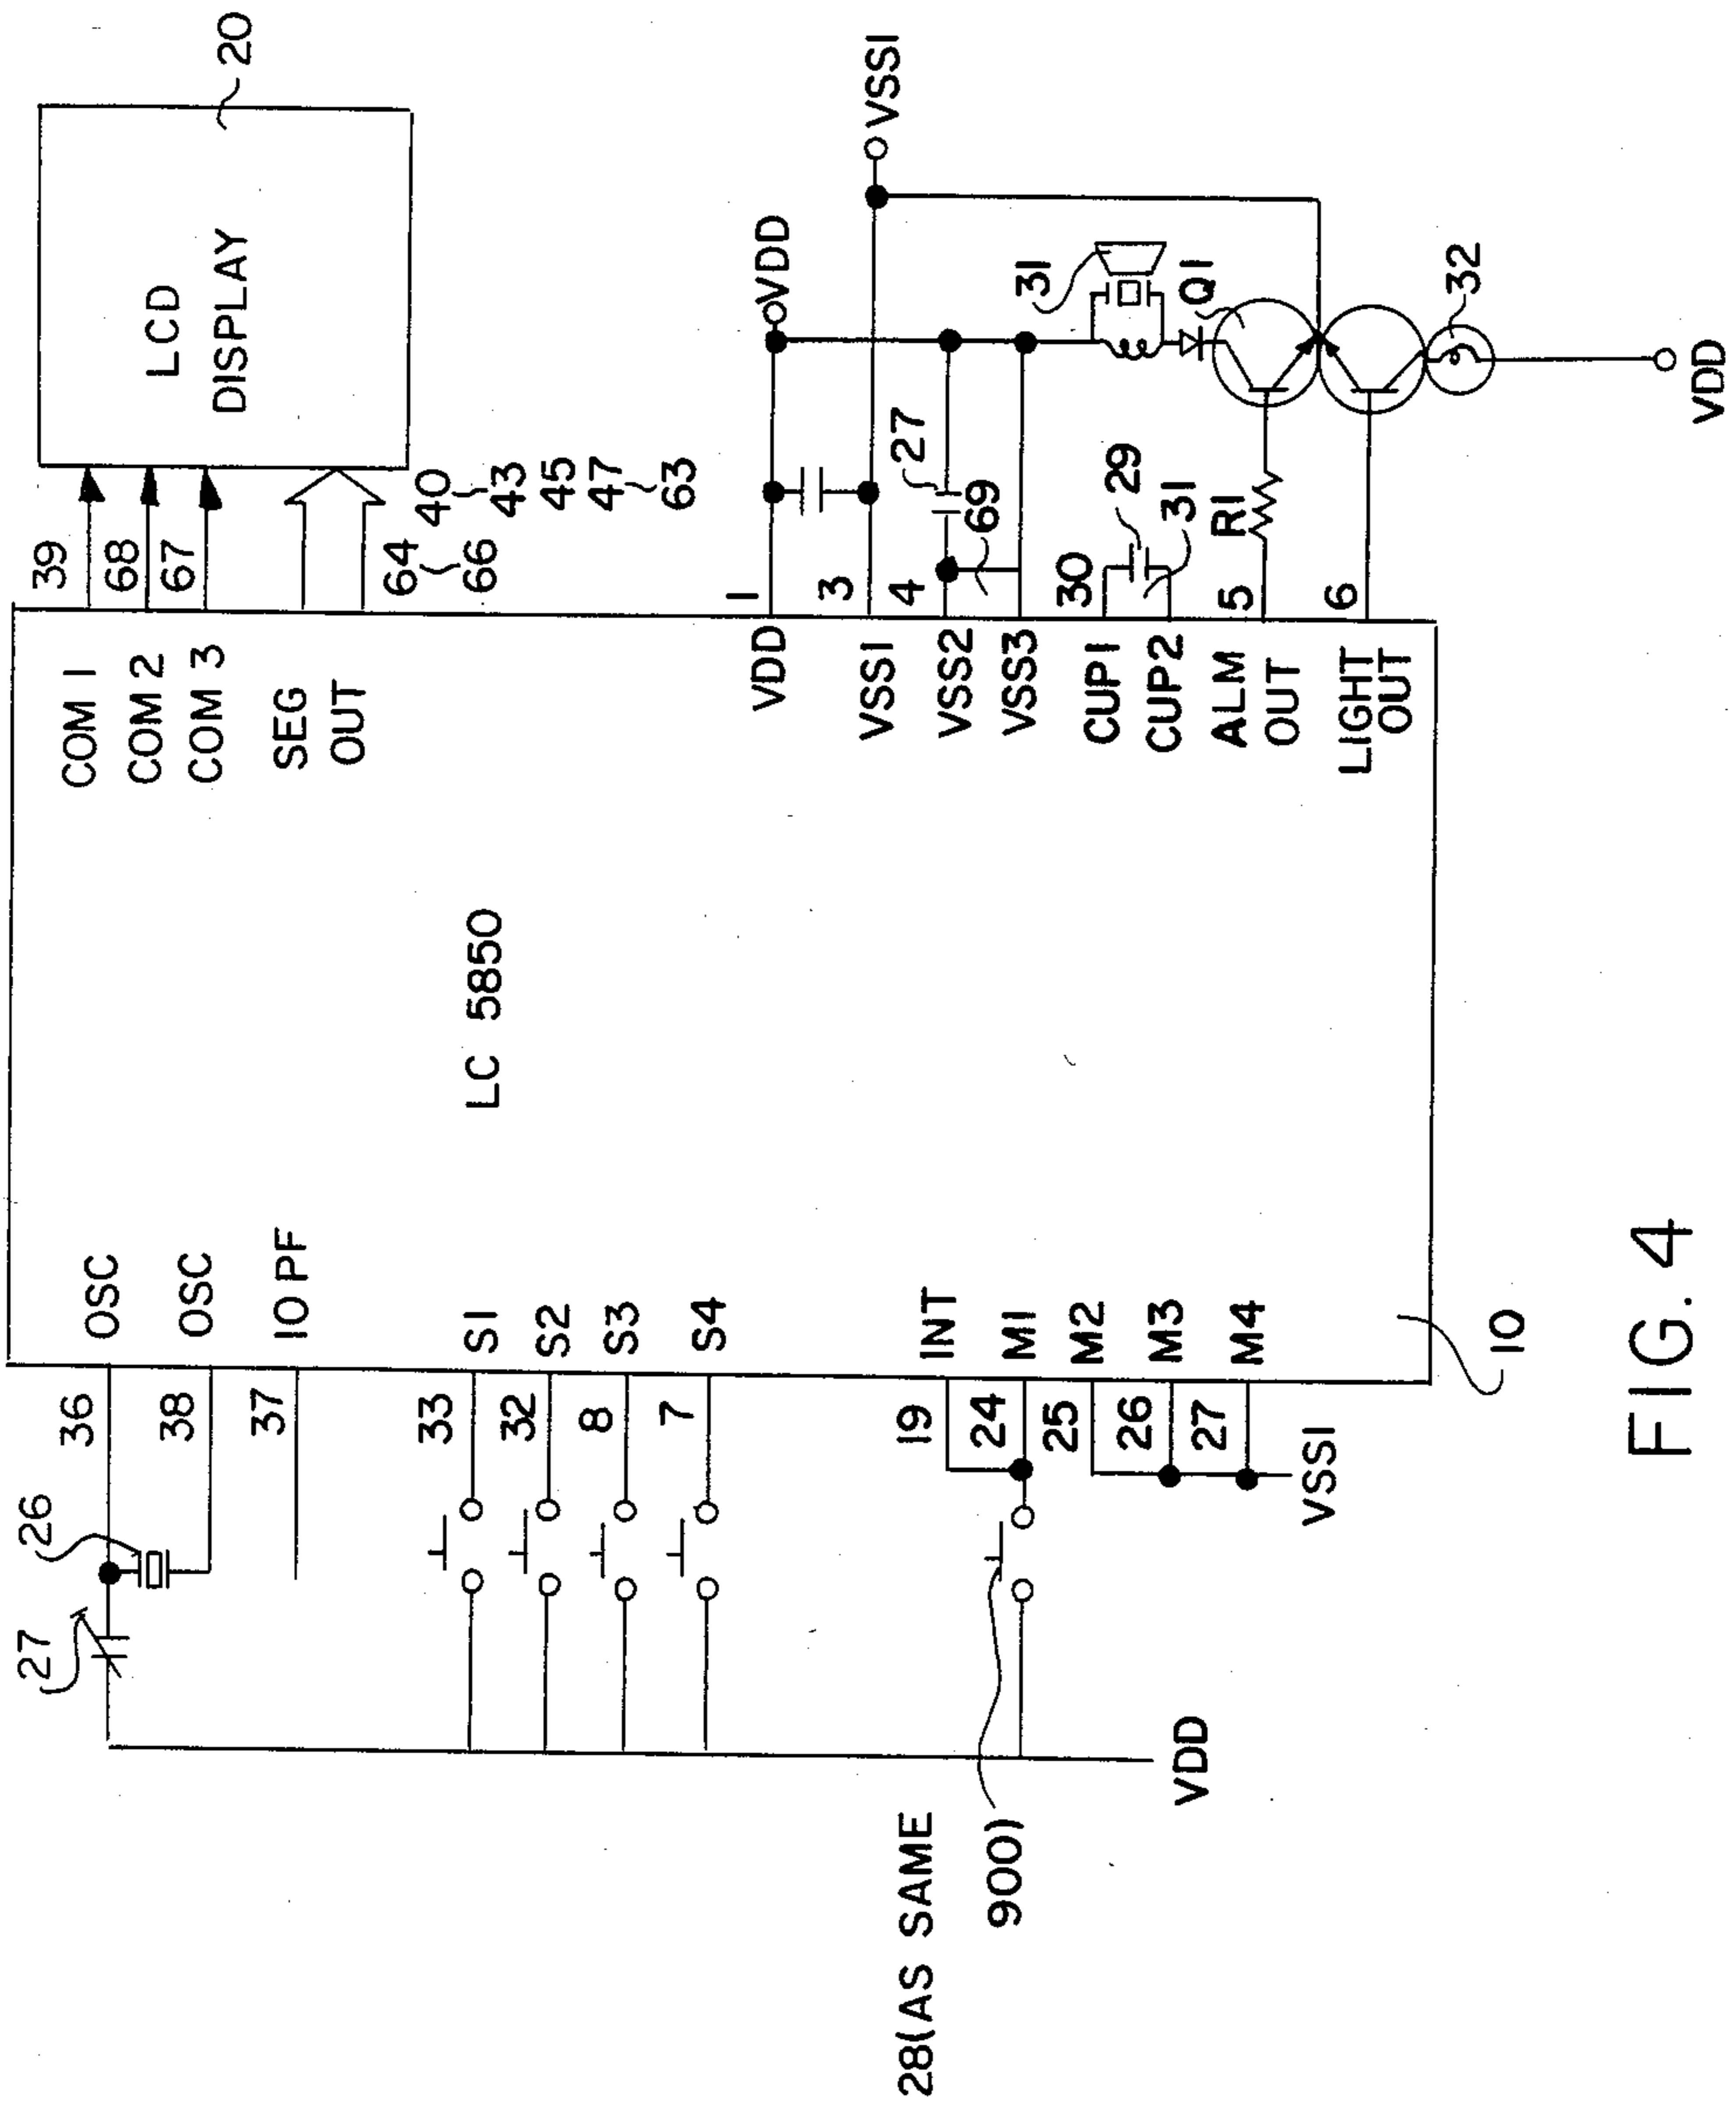 36
OSC
38
OSC
37
10 PF
26
27
33
S1
32
S2
8
S3
7
S4
28(AS SAME
900)
19
INT
24
M1
25
M2
26
M3
27
M4
VSS1
VDD
LC 5850
10
COM 1
39
COM 2
68
COM 3
67
SEG
OUT
64
66
40
43
45
47
63
LCD
DISPLAY
20
VDD
1
VDD
VSS1
3
VSS1
VSS2
4
27
69
VSS3
CUP1
30
29
CUP2
31
31
ALM
OUT
5
R1
Q1
LIGHT
OUT
6
32
VDD
FIG. 4